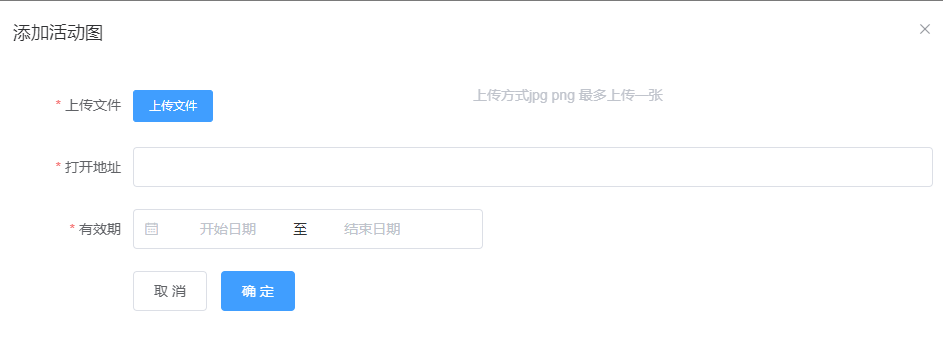 添加活动图
* 上传文件 上传文件 上传方式jpg png 最多上传一张
* 打开地址
* 有效期 开始日期 至 结束日期
取 消 确 定